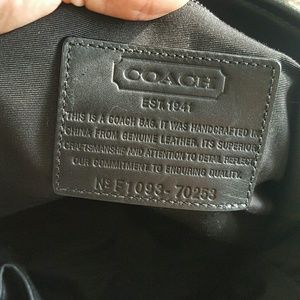 COACH
EST. 1941
THIS IS A COACH BAG. IT WAS HANDCRAFTED IN
CHINA, FROM GENUINE LEATHER. ITS SUPERIOR
CRAFTSMANSHIP AND ATTENTION TO DETAIL REFLECT
OUR COMMITMENT TO ENDURING QUALITY.
No F1093-70253